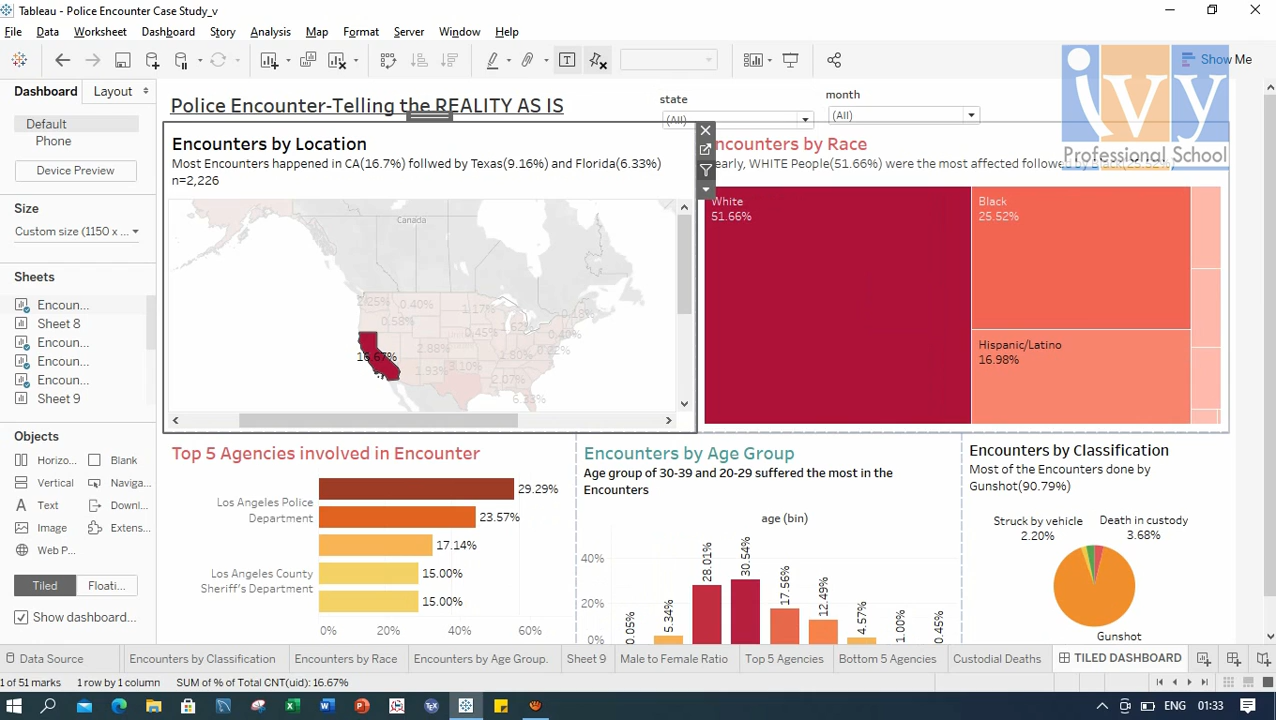 Tableau - Police Encounter Case Study_v
File Data Worksheet Dashboard Story Analysis Map Format Server Window Help
Show Me
ivy
Professional School
Dashboard Layout
Default
Phone
Device Preview
Size
Custom size (1150 x ...
Sheets
Encoun...
Sheet 8
Encoun...
Encoun...
Encoun...
Sheet 9
Objects
Horizo... Blank
Vertical Naviga...
Text Downl...
Image Extens...
Web P...
Tiled Floati...
Show dashboard...
Police Encounter-Telling the REALITY AS IS
state
(All)
month
(All)
Encounters by Location
Most Encounters happened in CA(16.7%) follwed by Texas(9.16%) and Florida(6.33%)
n=2,226
Canada
0.40% 1.17%
0.58%
16.67%
2.88%
2.07%
ncounters by Race
early, WHITE People(51.66%) were the most affected followed by Black(25.52%)
White
51.66%
Black
25.52%
Hispanic/Latino
16.98%
Top 5 Agencies involved in Encounter
Los Angeles Police
Department
Los Angeles County
Sheriff's Department
29.29%
23.57%
17.14%
15.00%
15.00%
0% 20% 40% 60%
Encounters by Age Group
Age group of 30-39 and 20-29 suffered the most in the
Encounters
age (bin)
40%
20%
0%
0.05% 5.34% 28.01% 30.54% 17.56% 12.49% 4.57% 1.00% 0.45%
Encounters by Classification
Most of the Encounters done by
Gunshot(90.79%)
Struck by vehicle
2.20%
Death in custody
3.68%
Gunshot
Data Source Encounters by Classification Encounters by Race Encounters by Age Group. Sheet 9 Male to Female Ratio Top 5 Agencies Bottom 5 Agencies Custodial Deaths TILED DASHBOARD
1 of 51 marks 1 row by 1 column SUM of % of Total CNT(uid): 16.67%
ENG 01:33